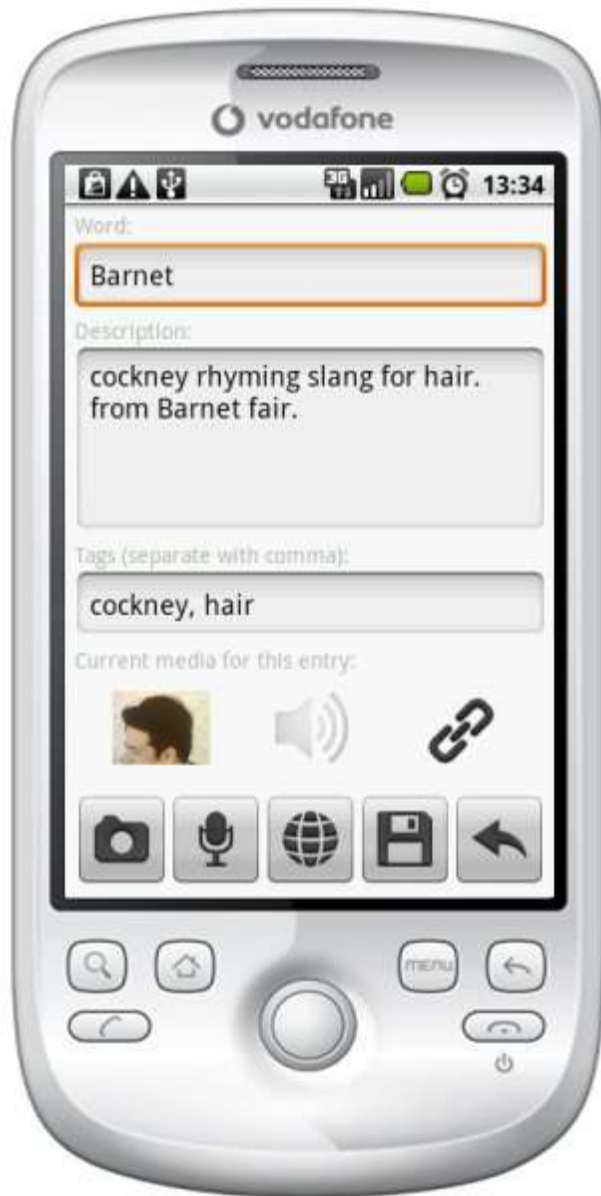 vodafone
3G
13:34
Word:
Barnet
Description:
cockney rhyming slang for hair.
from Barnet fair.
Tags (separate with comma):
cockney, hair
Current media for this entry:
MENU